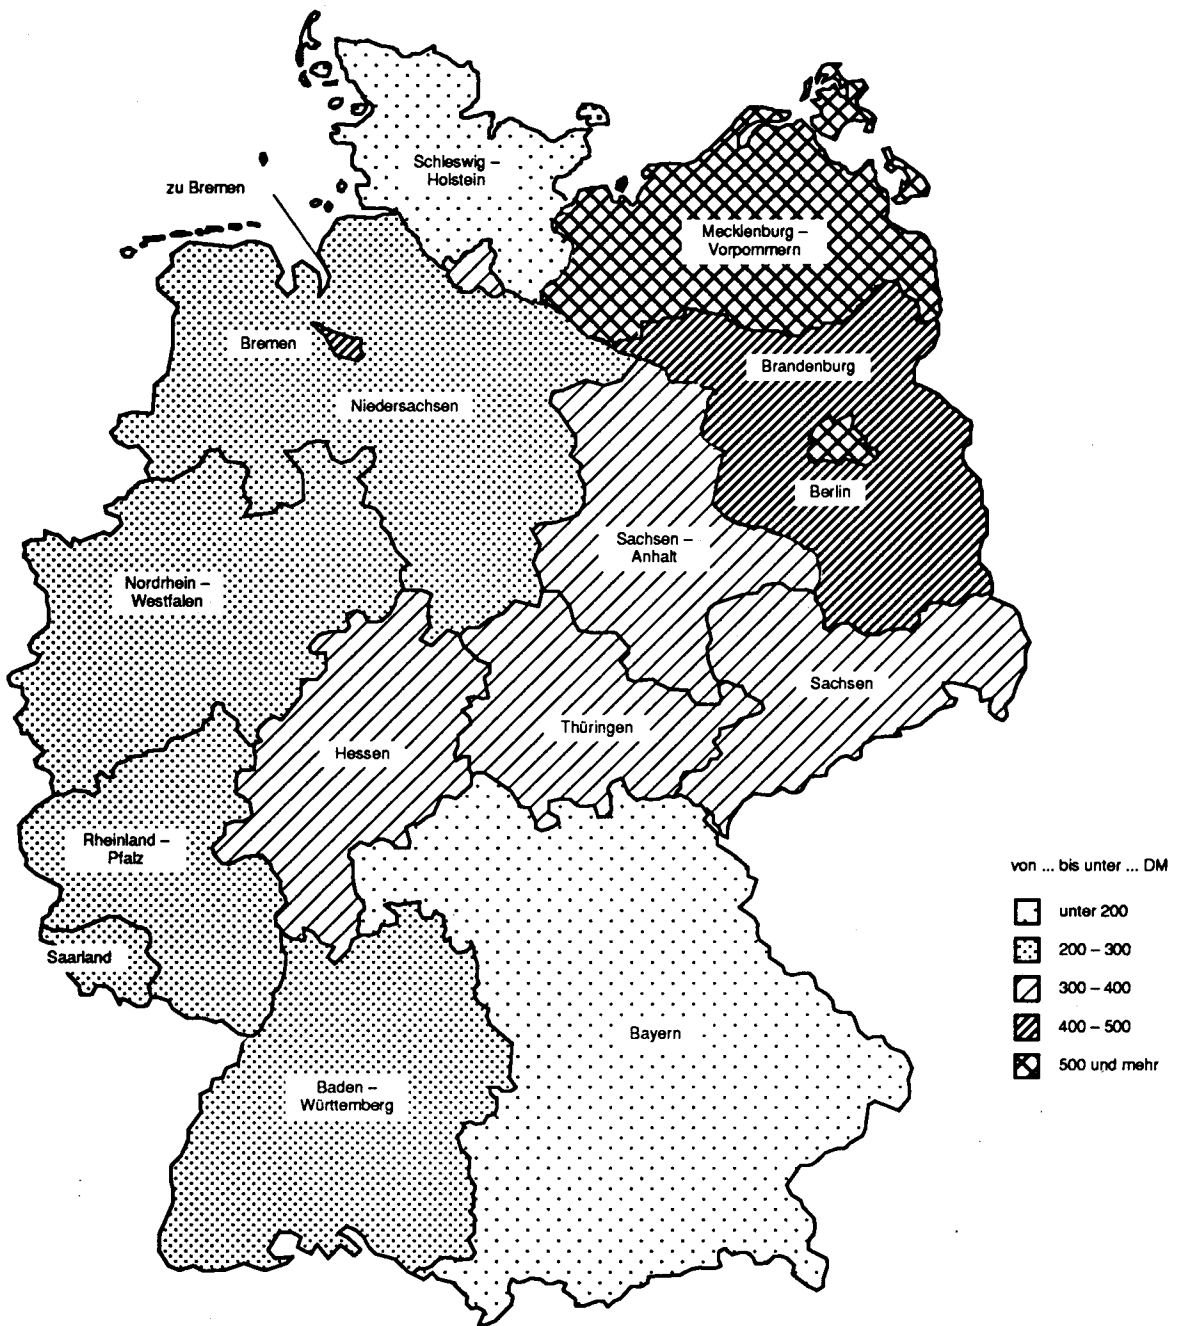 Schleswig –
Holstein
zu Bremen
Mecklenburg –
Vorpommern
Bremen
Brandenburg
Niedersachsen
Berlin
Sachsen –
Anhalt
Nordrhein –
Westfalen
Sachsen
Thüringen
Hessen
Rheinland –
Pfalz
Saarland
Bayern
Baden –
Württemberg
von ... bis unter ... DM
unter 200
200 – 300
300 – 400
400 – 500
500 und mehr